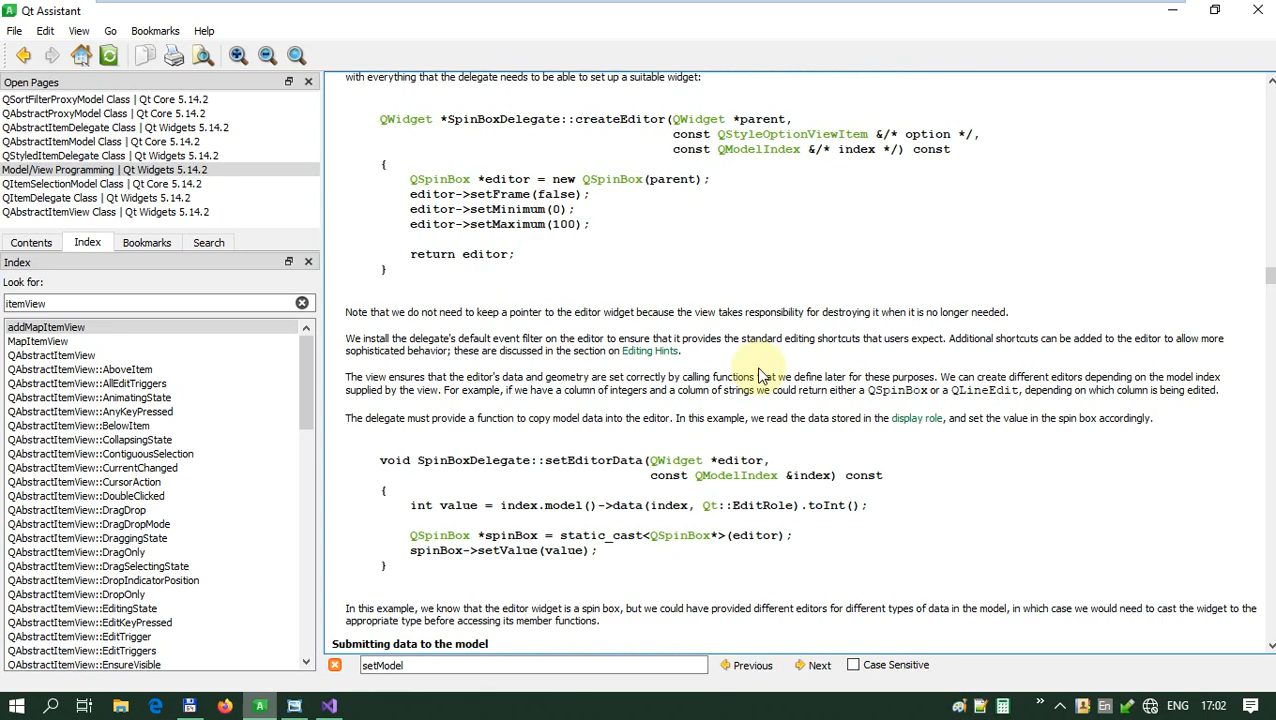 Qt Assistant
File Edit View Go Bookmarks Help
Open Pages
QSortFilterProxyModel Class | Qt Core 5.14.2
QAbstractProxyModel Class | Qt Core 5.14.2
QAbstractItemDelegate Class | Qt Widgets 5.14.2
QAbstractItemModel Class | Qt Core 5.14.2
QStyledItemDelegate Class | Qt Widgets 5.14.2
Model/View Programming | Qt Widgets 5.14.2
QItemSelectionModel Class | Qt Core 5.14.2
QItemDelegate Class | Qt Widgets 5.14.2
QAbstractItemView Class | Qt Widgets 5.14.2
Contents Index Bookmarks Search
Index
Look for:
itemView
addMapItemView
MapItemView
QAbstractItemView
QAbstractItemView::AboveItem
QAbstractItemView::AllEditTriggers
QAbstractItemView::AnimatingState
QAbstractItemView::AnyKeyPressed
QAbstractItemView::BelowItem
QAbstractItemView::CollapsingState
QAbstractItemView::ContiguousSelection
QAbstractItemView::CurrentChanged
QAbstractItemView::CursorAction
QAbstractItemView::DoubleClicked
QAbstractItemView::DragDrop
QAbstractItemView::DragDropMode
QAbstractItemView::DraggingState
QAbstractItemView::DragOnly
QAbstractItemView::DragSelectingState
QAbstractItemView::DropIndicatorPosition
QAbstractItemView::DropOnly
QAbstractItemView::EditingState
QAbstractItemView::EditKeyPressed
QAbstractItemView::EditTrigger
QAbstractItemView::EditTriggers
QAbstractItemView::EnsureVisible
with everything that the delegate needs to be able to set up a suitable widget:
QWidget *SpinBoxDelegate::createEditor(QWidget *parent,
const QStyleOptionViewItem &/* option */,
const QModelIndex &/* index */) const
{
QSpinBox *editor = new QSpinBox(parent);
editor->setFrame(false);
editor->setMinimum(0);
editor->setMaximum(100);
return editor;
}
Note that we do not need to keep a pointer to the editor widget because the view takes responsibility for destroying it when it is no longer needed.
We install the delegate's default event filter on the editor to ensure that it provides the standard editing shortcuts that users expect. Additional shortcuts can be added to the editor to allow more
sophisticated behavior; these are discussed in the section on Editing Hints.
The view ensures that the editor's data and geometry are set correctly by calling functions that we define later for these purposes. We can create different editors depending on the model index
supplied by the view. For example, if we have a column of integers and a column of strings we could return either a QSpinBox or a QLineEdit, depending on which column is being edited.
The delegate must provide a function to copy model data into the editor. In this example, we read the data stored in the display role, and set the value in the spin box accordingly.
void SpinBoxDelegate::setEditorData(QWidget *editor,
const QModelIndex &index) const
{
int value = index.model()->data(index, Qt::EditRole).toInt();
QSpinBox *spinBox = static_cast<QSpinBox*>(editor);
spinBox->setValue(value);
}
In this example, we know that the editor widget is a spin box, but we could have provided different editors for different types of data in the model, in which case we would need to cast the widget to the
appropriate type before accessing its member functions.
Submitting data to the model
setModel Previous Next Case Sensitive
En ENG 17:02